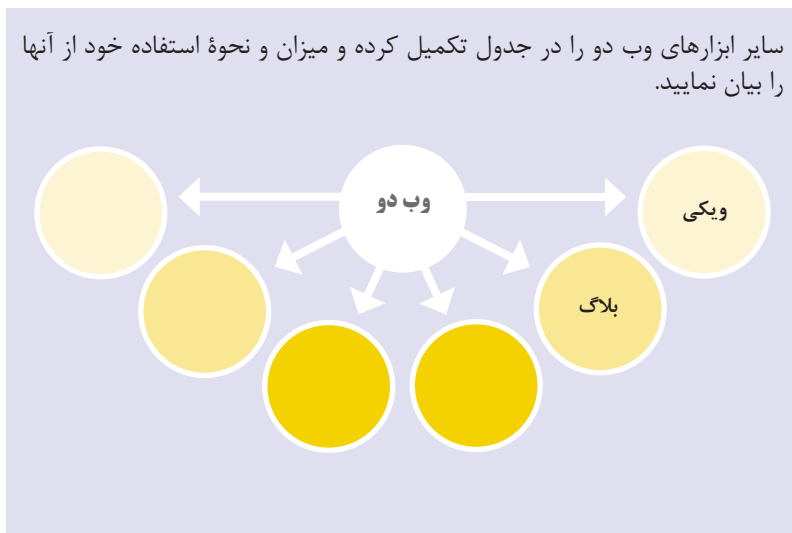 سایر ابزارهای وب دو را در جدول تکمیل کرده و میزان و نحوۀ استفاده خود از آنها
را بیان نمایید.
وب دو
ویکی
بلاگ